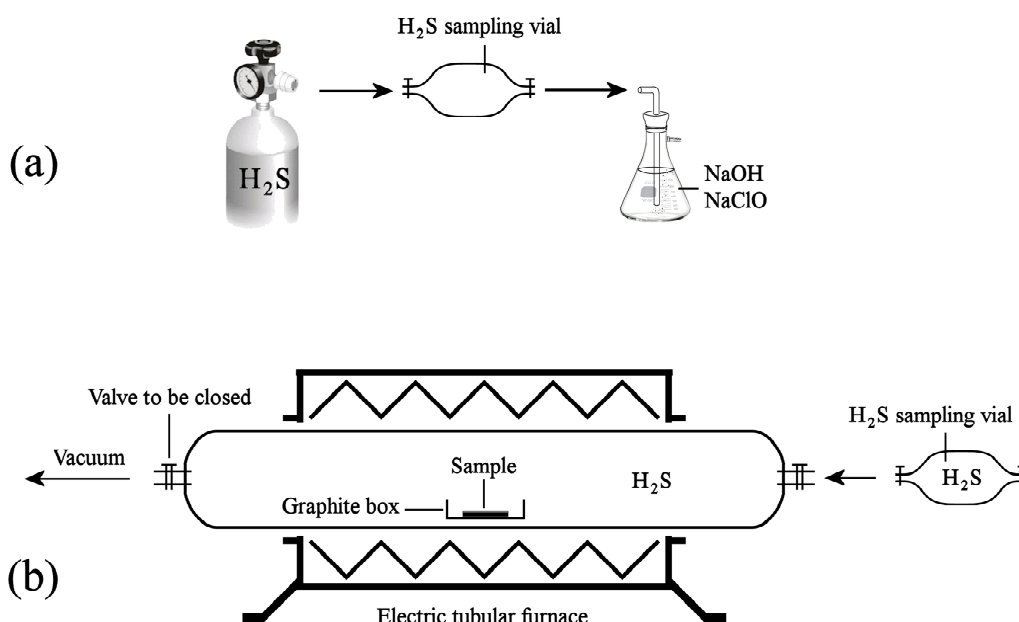 H₂S sampling vial
(a)
H₂S
NaOH
NaClO
Valve to be closed
H₂S sampling vial
Vacuum
Sample
H₂S
H₂S
Graphite box
(b)
Electric tubular furnace